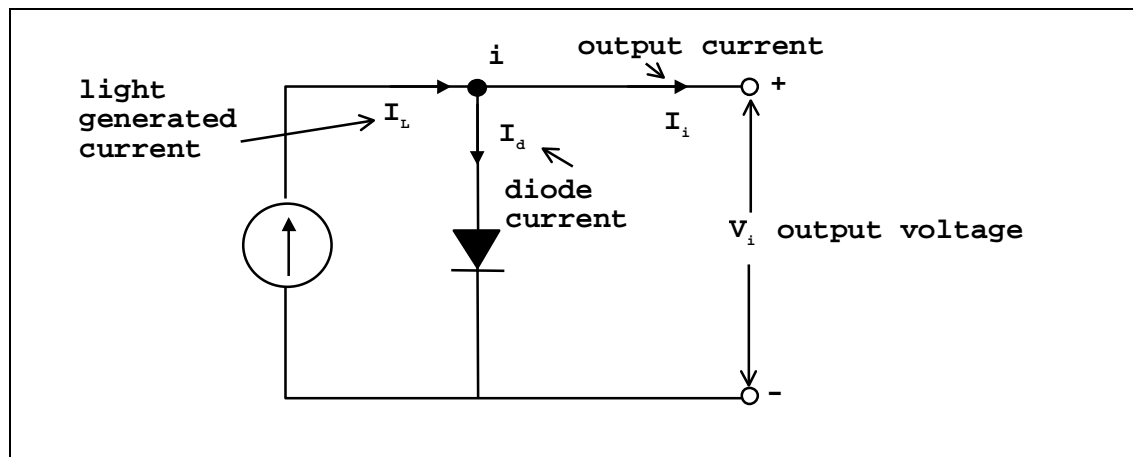 i
output current
+
light
generated
current
I_L
I_d
I_i
diode
current
V_i output voltage
-